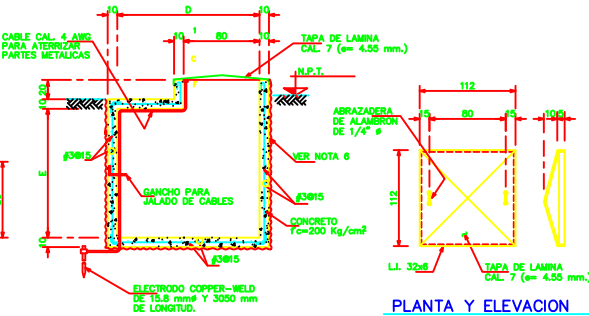 10
D
10
CABLE CAL. 4 AWG
PARA ATERRIZAR
PARTES METALICAS
10
1
80
10
C
TAPA DE LAMINA
CAL. 7 (e= 4.55 mm.)
N.P.T.
20
10
E
10
#3@15
VER NOTA 6
GANCHO PARA
JALADO DE CABLES
#3@15
CONCRETO
f'c=200 Kg/cm²
#3@15
ELECTRODO COPPER-WELD
DE 15.8 mmø Y 3050 mm
DE LONGITUD.
112
15
80
15
ABRAZADERA
DE ALAMBRON
DE 1/4" ø
10
5
112
L.I. 32x6
TAPA DE LAMINA
CAL. 7 (e= 4.55 mm.)
PLANTA Y ELEVACION